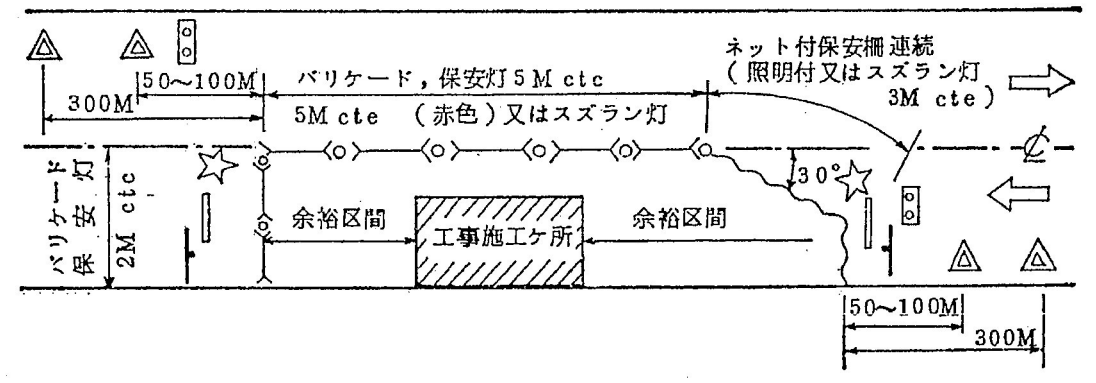 ネット付保安柵連続
(照明付又はスズラン灯
3M cte)
50〜100M
バリケード,保安灯5M ctc
300M
5M cte (赤色)又はスズラン灯
バリケード
保安灯
2M ctc
30°
余裕区間
工事施工ヶ所
余裕区間
50〜100M
300M